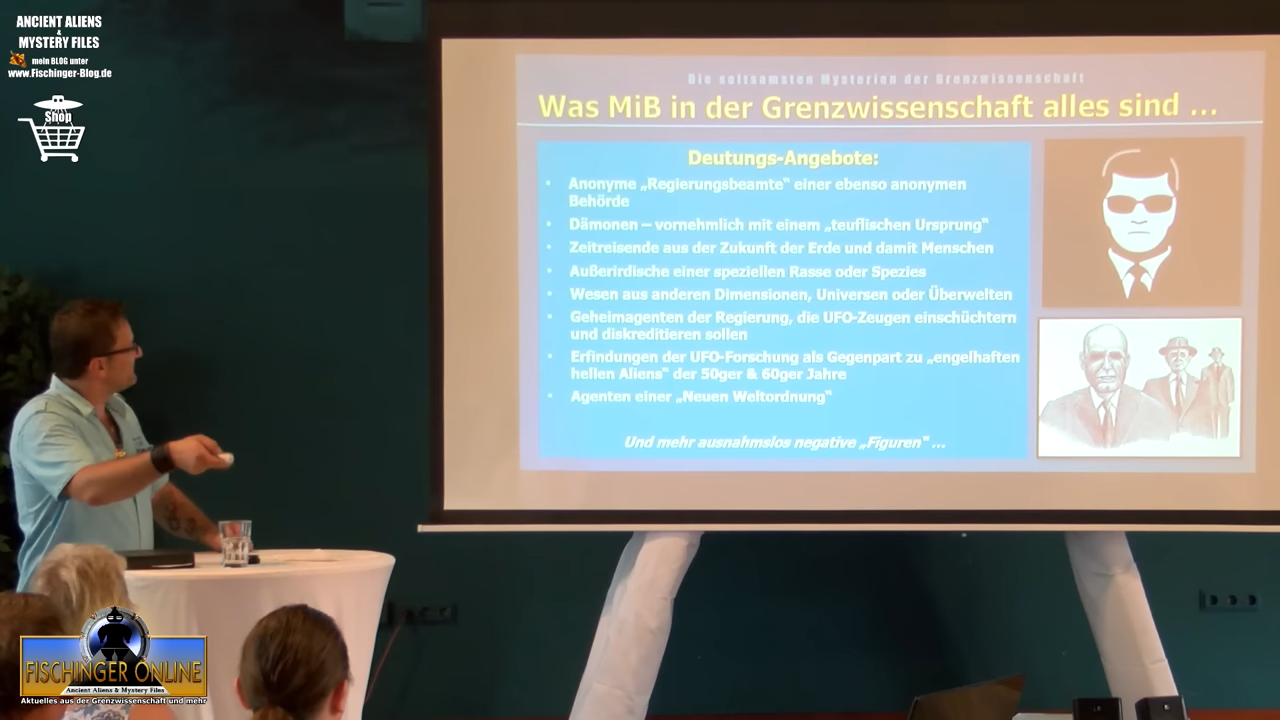 ANCIENT ALIENS
&
MYSTERY FILES
mein BLOG unter
www.Fischinger-Blog.de
Shop
Die seltsamsten Mysterien der Grenzwissenschaft
Was MiB in der Grenzwissenschaft alles sind ...
Deutungs-Angebote:
• Anonyme „Regierungsbeamte“ einer ebenso anonymen
Behörde
• Dämonen – vornehmlich mit einem „teuflischen Ursprung“
• Zeitreisende aus der Zukunft der Erde und damit Menschen
• Außerirdische einer speziellen Rasse oder Spezies
• Wesen aus anderen Dimensionen, Universen oder Überwelten
• Geheimagenten der Regierung, die UFO-Zeugen einschüchtern
und diskreditieren sollen
• Erfindungen der UFO-Forschung als Gegenpart zu „engelhaften
hellen Aliens“ der 50ger & 60ger Jahre
• Agenten einer „Neuen Weltordnung“
Und mehr ausnahmslos negative „Figuren“ ...
FISCHINGER ONLINE
Ancient Aliens & Mystery Files
Aktuelles aus der Grenzwissenschaft und mehr